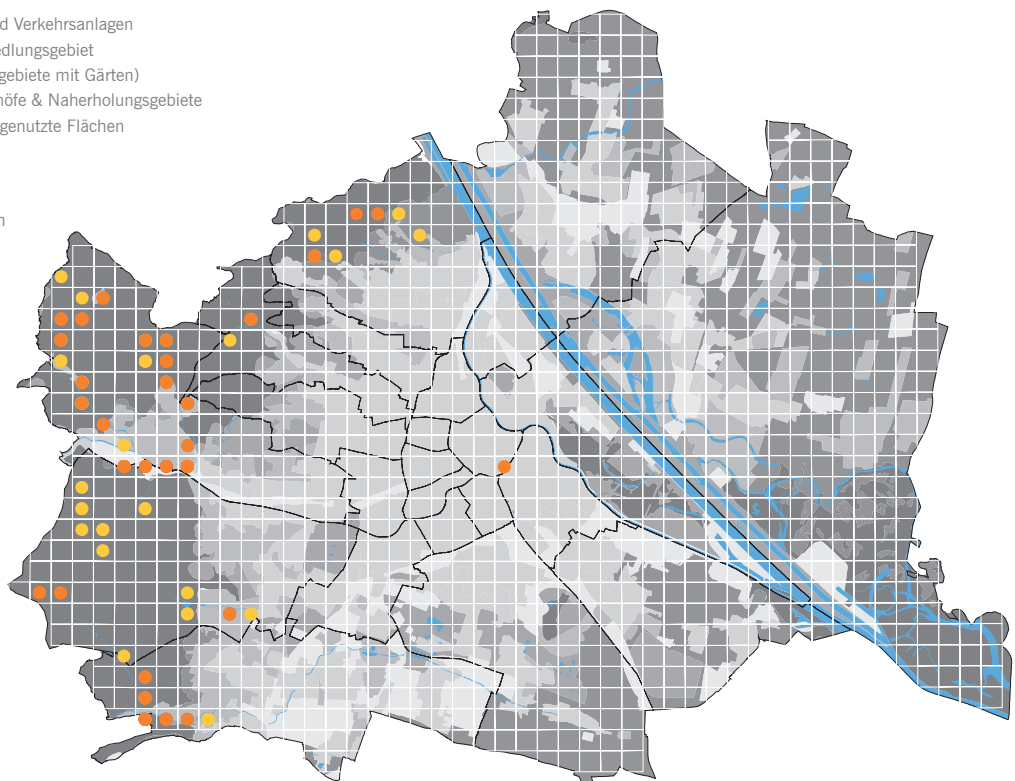 d Verkehrsanlagen
edlungsgebiet
gebiete mit Gärten)
höfe & Naherholungsgebiete
genutzte Flächen
n